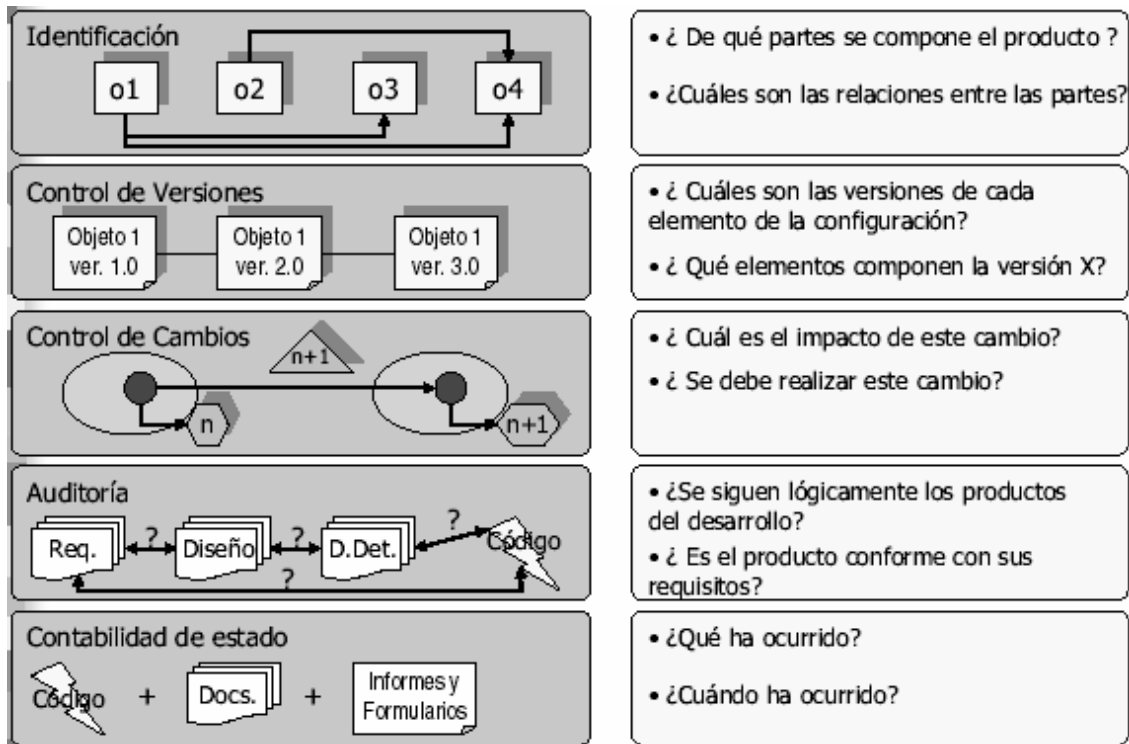 Identificación
o1
o2
o3
o4
• ¿ De qué partes se compone el producto ?
• ¿Cuáles son las relaciones entre las partes?
Control de Versiones
Objeto 1
ver. 1.0
Objeto 1
ver. 2.0
Objeto 1
ver. 3.0
• ¿ Cuáles son las versiones de cada
elemento de la configuración?
• ¿ Qué elementos componen la versión X?
Control de Cambios
n+1
n
n+1
• ¿ Cuál es el impacto de este cambio?
• ¿ Se debe realizar este cambio?
Auditoría
Req.
?
Diseño
?
D.Det.
?
Código
?
• ¿Se siguen lógicamente los productos
del desarrollo?
• ¿ Es el producto conforme con sus
requisitos?
Contabilidad de estado
Código
+
Docs.
+
Informes y
Formularios
• ¿Qué ha ocurrido?
• ¿Cuándo ha ocurrido?